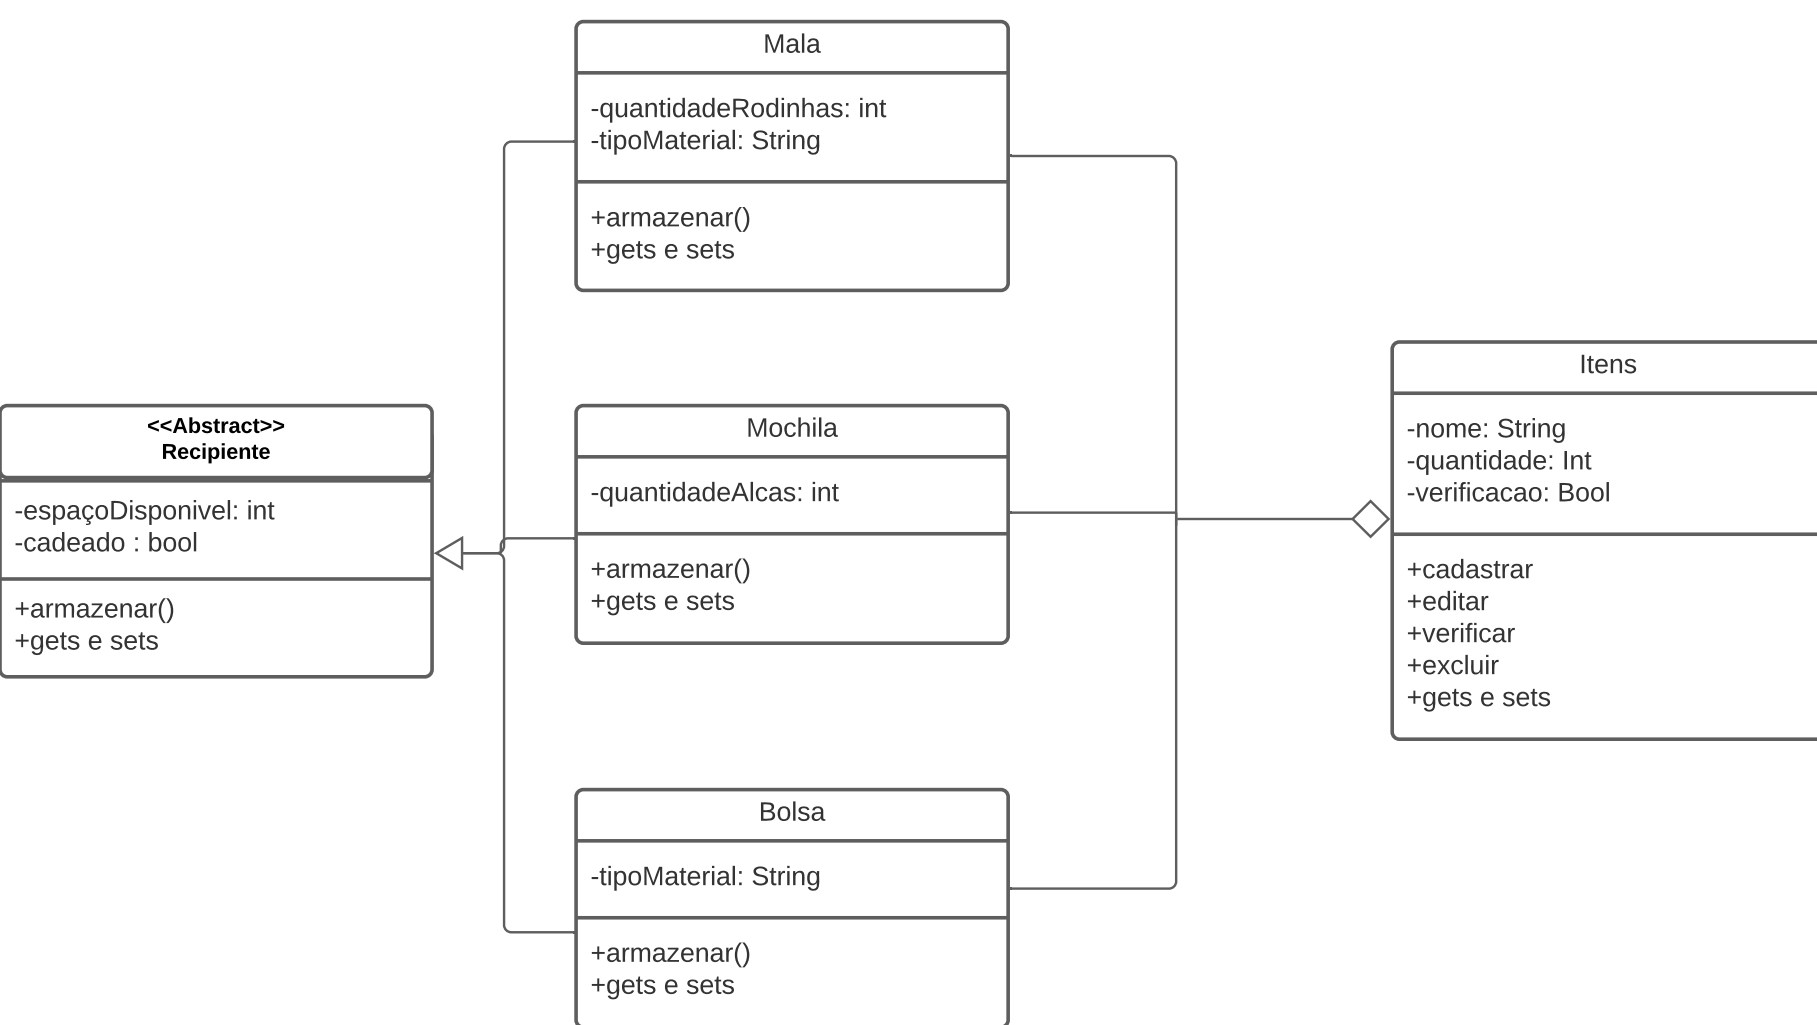 Mala
-quantidadeRodinhas: int
-tipoMaterial: String
+armazenar()
+gets e sets
<<Abstract>>
Recipiente
-espaçoDisponivel: int
-cadeado : bool
+armazenar()
+gets e sets
Mochila
-quantidadeAlcas: int
+armazenar()
+gets e sets
Bolsa
-tipoMaterial: String
+armazenar()
+gets e sets
Itens
-nome: String
-quantidade: Int
-verificacao: Bool
+cadastrar
+editar
+verificar
+excluir
+gets e sets